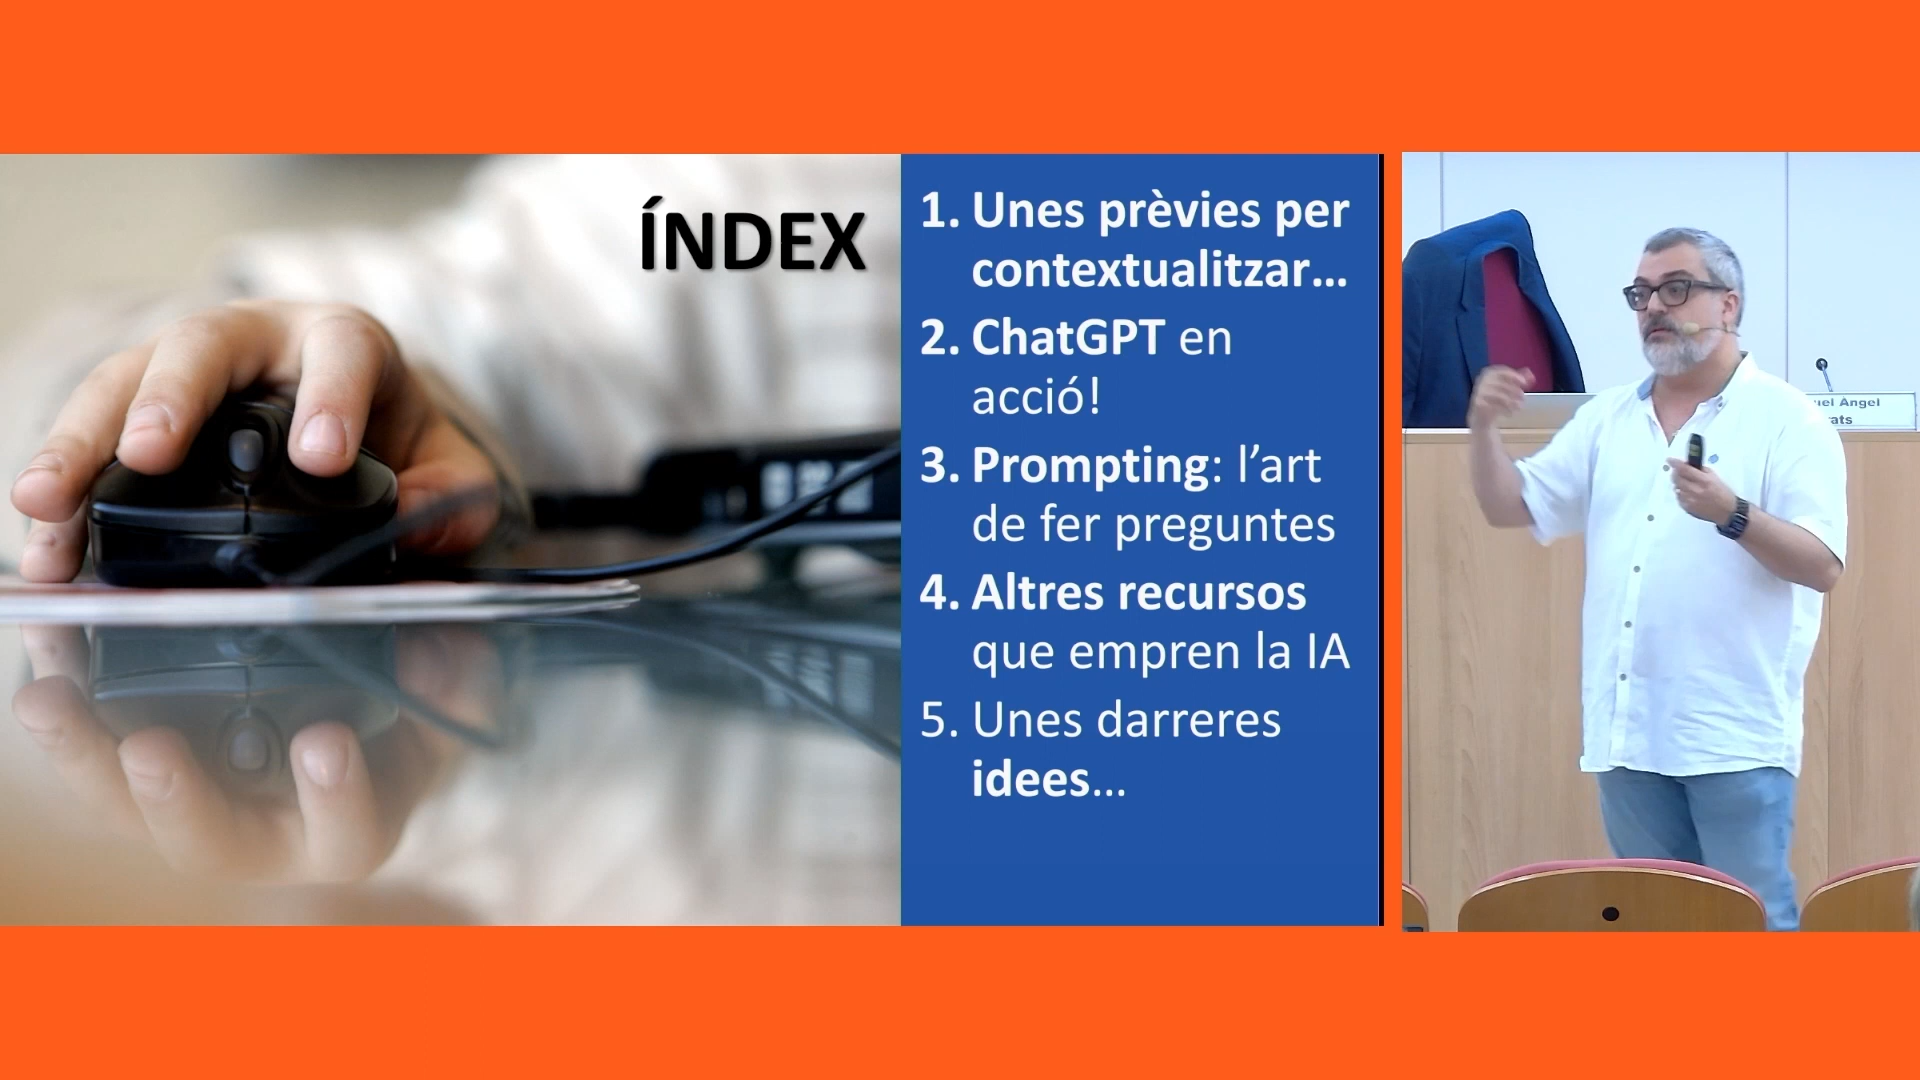 ÍNDEX
1. Unes prèvies per
contextualitzar...
2. ChatGPT en
acció!
3. Prompting: l’art
de fer preguntes
4. Altres recursos
que empren la IA
5. Unes darreres
idees...
Àngel